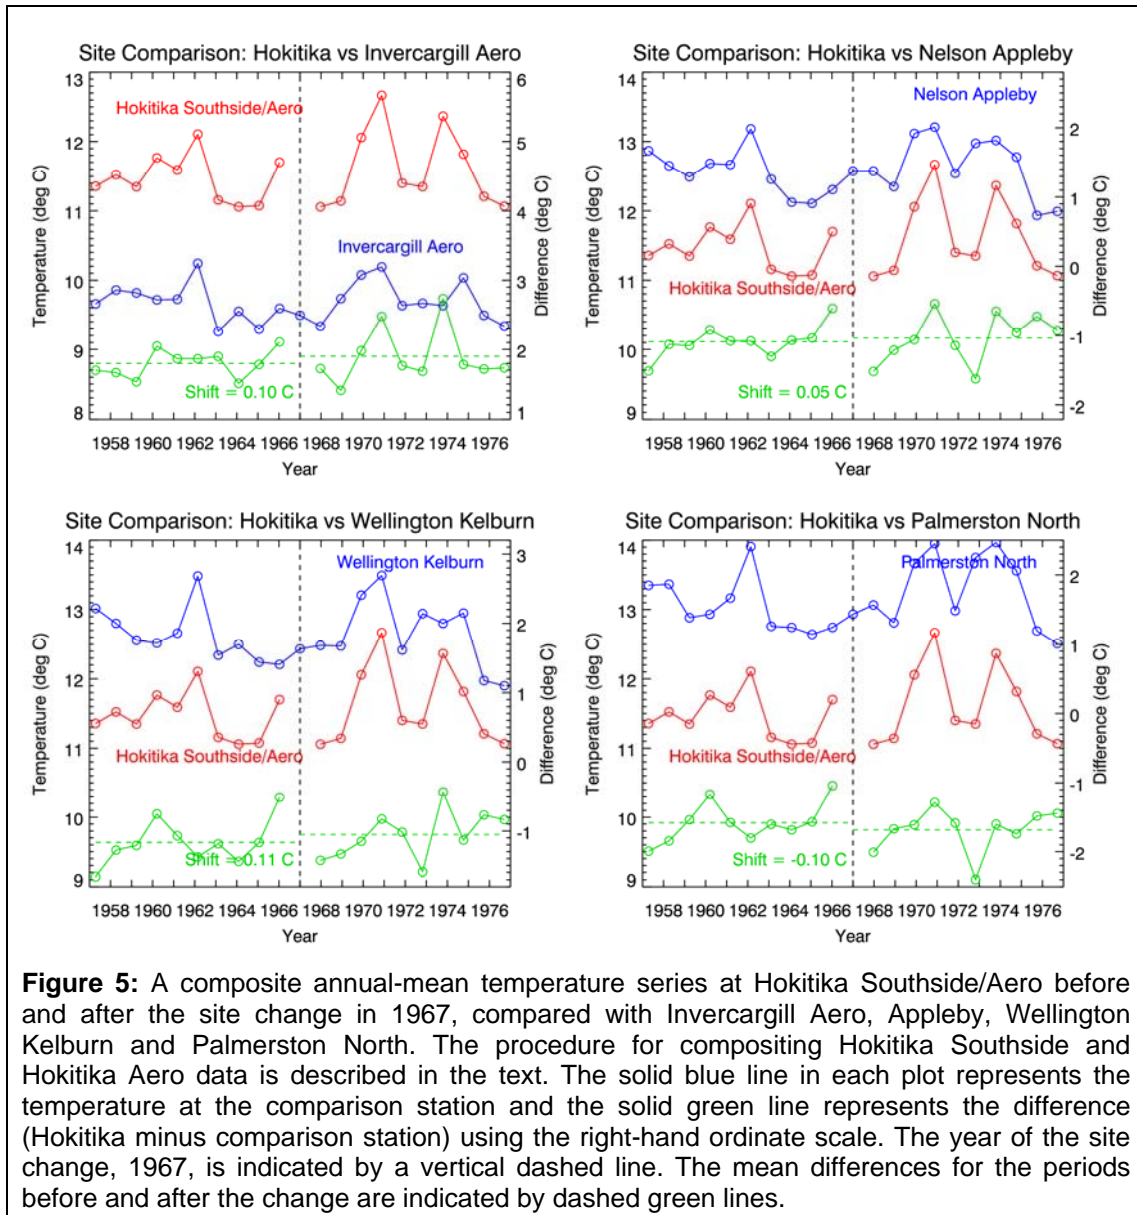 Site Comparison: Hokitika vs Invercargill Aero
13
12
11
10
9
8
Temperature (deg C)
Hokitika Southside/Aero
Invercargill Aero
Shift = 0.10 C
6
5
4
3
2
1
Difference (deg C)
1958 1960 1962 1964 1966 1968 1970 1972 1974 1976
Year
Site Comparison: Hokitika vs Nelson Appleby
14
13
12
11
10
9
Temperature (deg C)
Nelson Appleby
Hokitika Southside/Aero
Shift = 0.05 C
2
1
0
-1
-2
Difference (deg C)
1958 1960 1962 1964 1966 1968 1970 1972 1974 1976
Year
Site Comparison: Hokitika vs Wellington Kelburn
14
13
12
11
10
9
Temperature (deg C)
Wellington Kelburn
Hokitika Southside/Aero
Shift = 0.11 C
3
2
1
0
-1
Difference (deg C)
1958 1960 1962 1964 1966 1968 1970 1972 1974 1976
Year
Site Comparison: Hokitika vs Palmerston North
14
13
12
11
10
9
Temperature (deg C)
Palmerston North
Hokitika Southside/Aero
Shift = -0.10 C
2
1
0
-1
-2
Difference (deg C)
1958 1960 1962 1964 1966 1968 1970 1972 1974 1976
Year
Figure 5: A composite annual-mean temperature series at Hokitika Southside/Aero before
and after the site change in 1967, compared with Invercargill Aero, Appleby, Wellington
Kelburn and Palmerston North. The procedure for compositing Hokitika Southside and
Hokitika Aero data is described in the text. The solid blue line in each plot represents the
temperature at the comparison station and the solid green line represents the difference
(Hokitika minus comparison station) using the right-hand ordinate scale. The year of the site
change, 1967, is indicated by a vertical dashed line. The mean differences for the periods
before and after the change are indicated by dashed green lines.